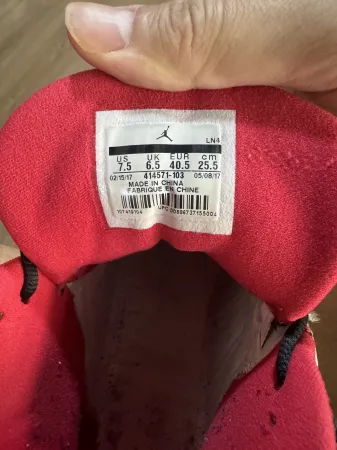 LN4
US UK EUR cm
7.5 6.5 40.5 25.5
02/15/17 414571-103 05/08/17
MADE IN CHINA
FABRIQUE EN CHINE